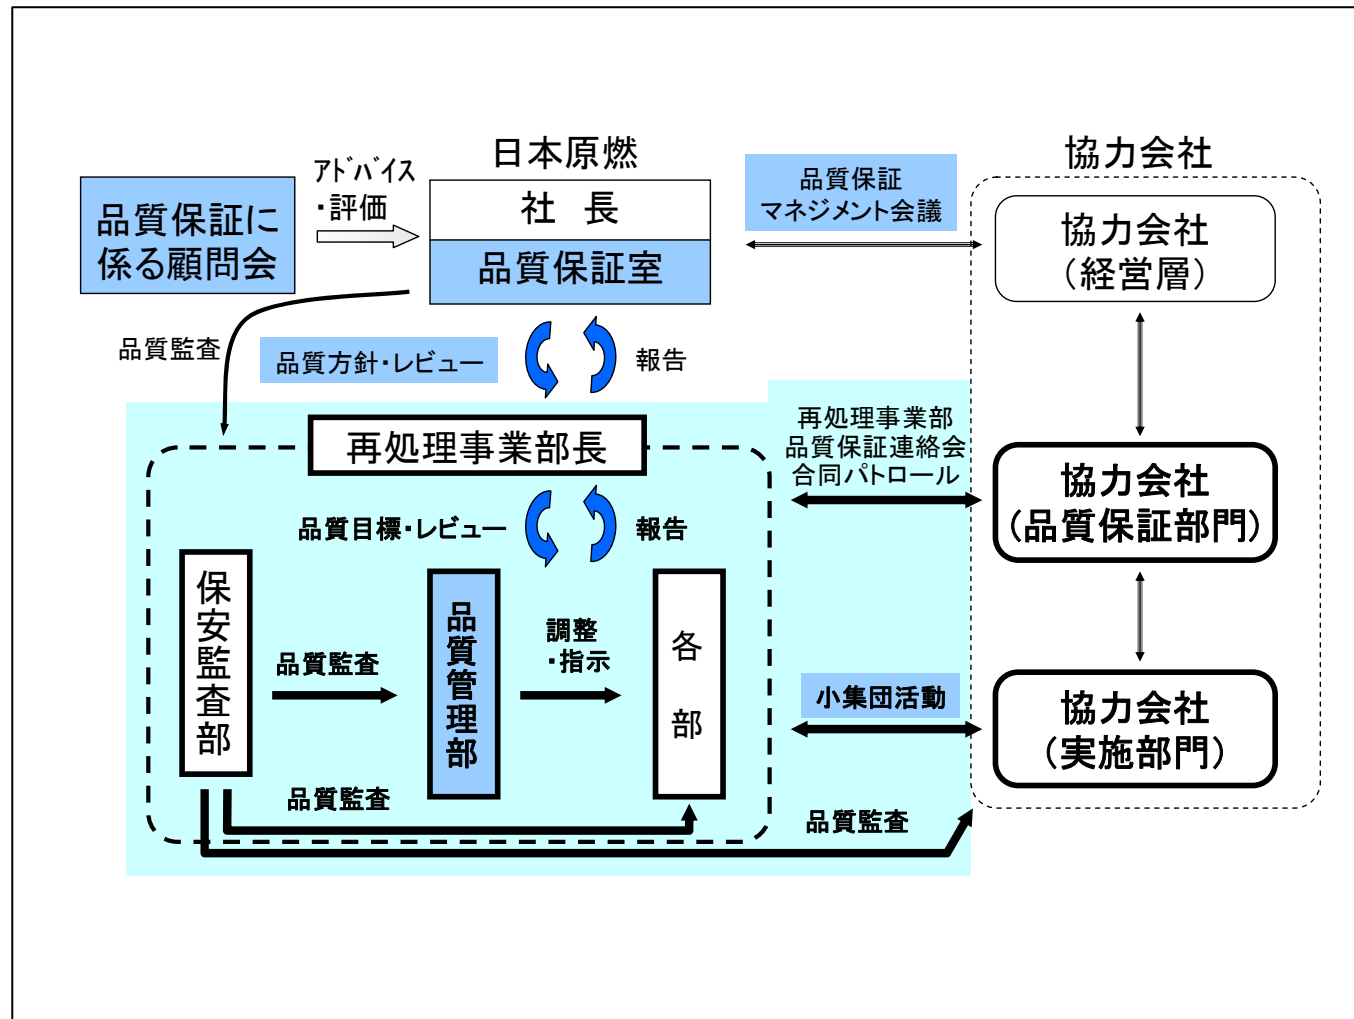 日本原燃
協力会社
アドバイス
・評価
品質保証に
係る顧問会
社 長
品質保証室
品質保証
マネジメント会議
協力会社
(経営層)
品質監査
品質方針・レビュー
報告
再処理事業部長
再処理事業部
品質保証連絡会
合同パトロール
協力会社
(品質保証部門)
品質目標・レビュー
報告
保安監査部
品質監査
品質管理部
調整
・指示
各部
小集団活動
協力会社
(実施部門)
品質監査
品質監査